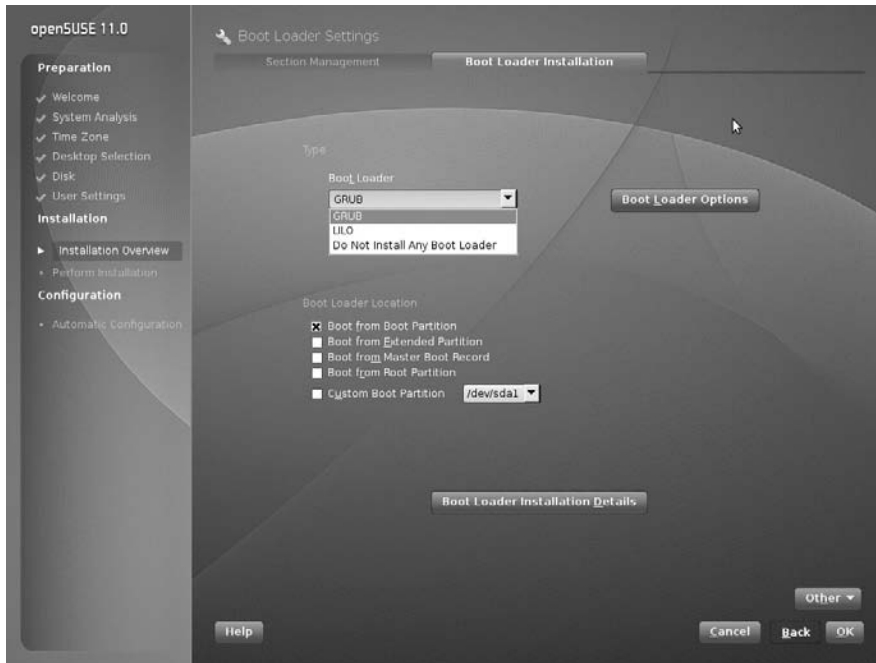 openSUSE 11.0
Preparation
Welcome
System Analysis
Time Zone
Desktop Selection
Disk
User Settings
Installation
Installation Overview
Perform Installation
Configuration
Automatic Configuration
Boot Loader Settings
Section Management
Boot Loader Installation
Type
Boot Loader
GRUB
GRUB
LILO
Do Not Install Any Boot Loader
Boot Loader Options
Boot Loader Location
Boot from Boot Partition
Boot from Extended Partition
Boot from Master Boot Record
Boot from Root Partition
Custom Boot Partition /dev/sda1
Boot Loader Installation Details
Other
Help
Cancel Back OK